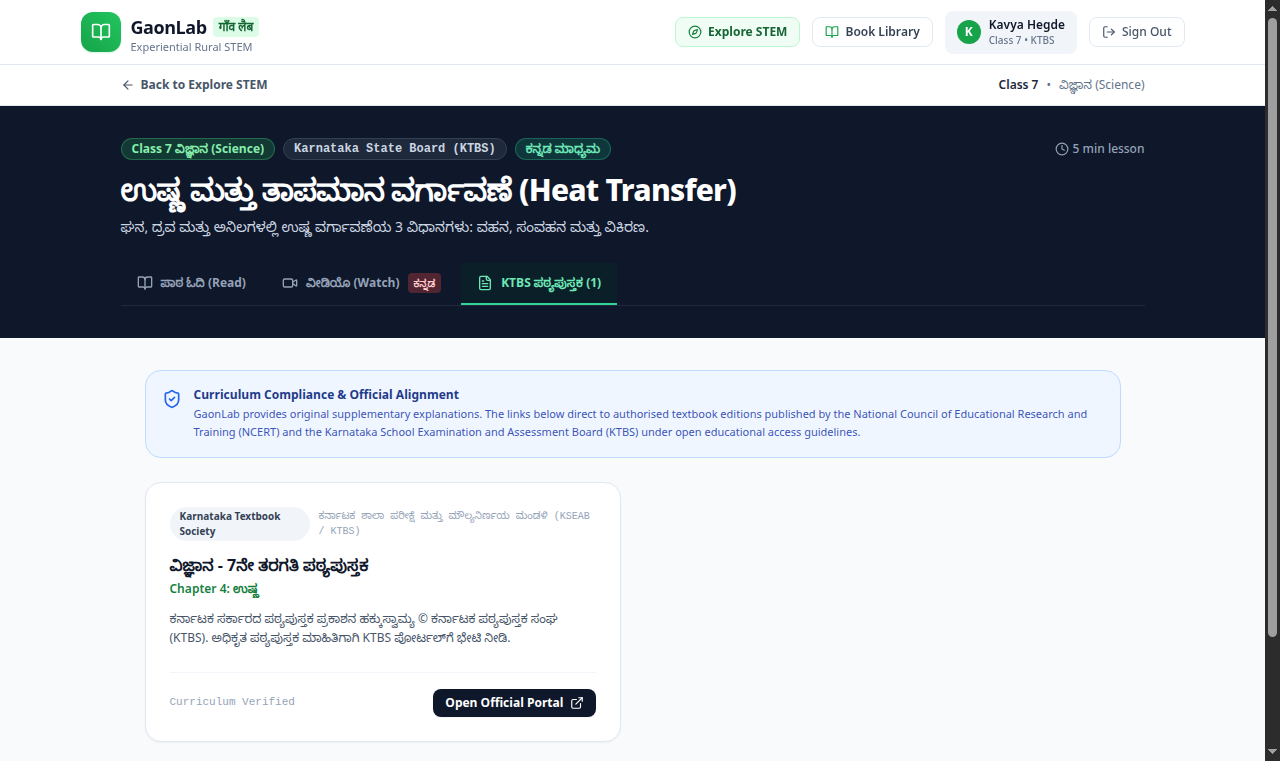 GaonLab गाँव लैब
Experiential Rural STEM
Explore STEM
Book Library
K
Kavya Hegde
Class 7 • KTBS
Sign Out
Back to Explore STEM
Class 7 • ವಿಜ್ಞಾನ (Science)
Class 7 ವಿಜ್ಞಾನ (Science)
Karnataka State Board (KTBS)
ಕನ್ನಡ ಮಾಧ್ಯಮ
5 min lesson
ಉಷ್ಣ ಮತ್ತು ತಾಪಮಾನ ವರ್ಗಾವಣೆ (Heat Transfer)
ಘನ, ದ್ರವ ಮತ್ತು ಅನಿಲಗಳಲ್ಲಿ ಉಷ್ಣ ವರ್ಗಾವಣೆಯ 3 ವಿಧಾನಗಳು: ವಹನ, ಸಂವಹನ ಮತ್ತು ವಿಕಿರಣ.
ಪಾಠ ಓದಿ (Read)
ವೀಡಿಯೊ (Watch) ಕನ್ನಡ
KTBS ಪಠ್ಯಪುಸ್ತಕ (1)
Curriculum Compliance & Official Alignment
GaonLab provides original supplementary explanations. The links below direct to authorised textbook editions published by the National Council of Educational Research and
Training (NCERT) and the Karnataka School Examination and Assessment Board (KTBS) under open educational access guidelines.
Karnataka Textbook
Society
ಕರ್ನಾಟಕ ಶಾಲಾ ಪರೀಕ್ಷೆ ಮತ್ತು ಮೌಲ್ಯನಿರ್ಣಯ ಮಂಡಳಿ (KSEAB
/ KTBS)
ವಿಜ್ಞಾನ - 7ನೇ ತರಗತಿ ಪಠ್ಯಪುಸ್ತಕ
Chapter 4: ಉಷ್ಣ
ಕರ್ನಾಟಕ ಸರ್ಕಾರದ ಪಠ್ಯಪುಸ್ತಕ ಪ್ರಕಾಶನ ಹಕ್ಕುಸ್ವಾಮ್ಯ © ಕರ್ನಾಟಕ ಪಠ್ಯಪುಸ್ತಕ ಸಂಘ
(KTBS). ಅಧಿಕೃತ ಪಠ್ಯಪುಸ್ತಕ ಮಾಹಿತಿಗಾಗಿ KTBS ಪೋರ್ಟಲ್‌ಗೆ ಭೇಟಿ ನೀಡಿ.
Curriculum Verified
Open Official Portal